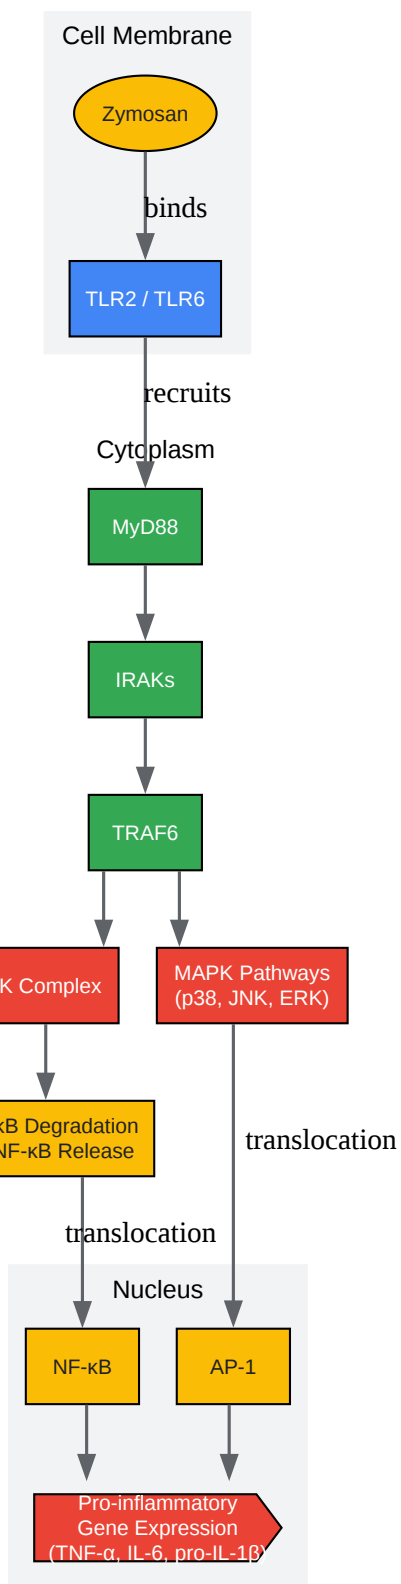 Cell Membrane
Zymosan
binds
TLR2 / TLR6
recruits
Cytoplasm
MyD88
IRAKs
TRAF6
K Complex
MAPK Pathways
(p38, JNK, ERK)
κB Degradation
NF-κB Release
translocation
translocation
Nucleus
NF-κB
AP-1
Pro-inflammatory
Gene Expression
(TNF-α, IL-6, pro-IL-1β)